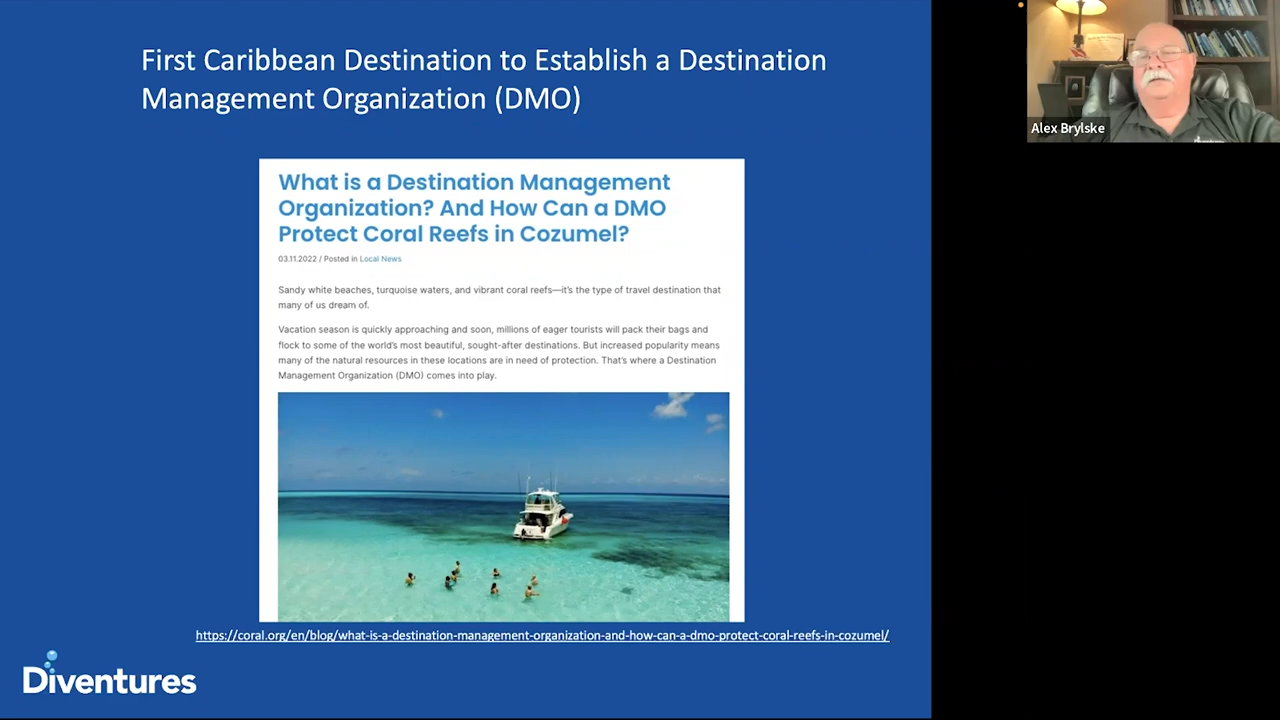 First Caribbean Destination to Establish a Destination
Management Organization (DMO)
What is a Destination Management
Organization? And How Can a DMO
Protect Coral Reefs in Cozumel?
03.11.2022 / Posted in Local News
Sandy white beaches, turquoise waters, and vibrant coral reefs—it's the type of travel destination that
many of us dream of.
Vacation season is quickly approaching and soon, millions of eager tourists will pack their bags and
flock to some of the world's most beautiful, sought-after destinations. But increased popularity means
many of the natural resources in these locations are in need of protection. That's where a Destination
Management Organization (DMO) comes into play.
https://coral.org/en/blog/what-is-a-destination-management-organization-and-how-can-a-dmo-protect-coral-reefs-in-cozumel/
Diventures
Alex Brylske